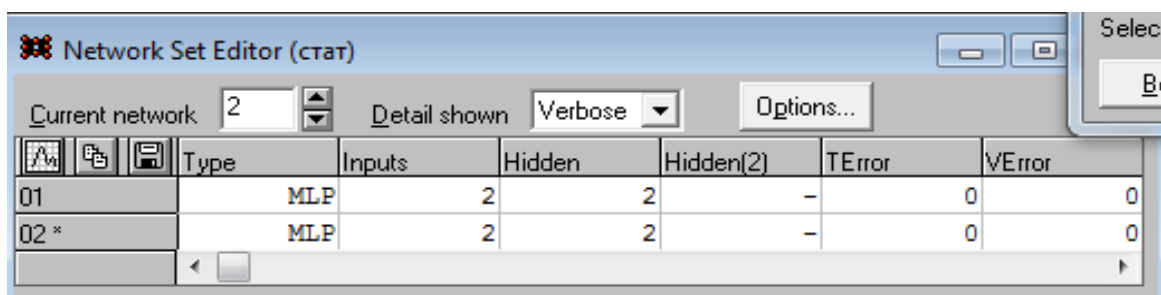 Network Set Editor (стат)
Selec
Current network 2 Detail shown Verbose Options...
Type Inputs Hidden Hidden(2) TError VError
01 MLP 2 2 - 0 0
02 * MLP 2 2 - 0 0